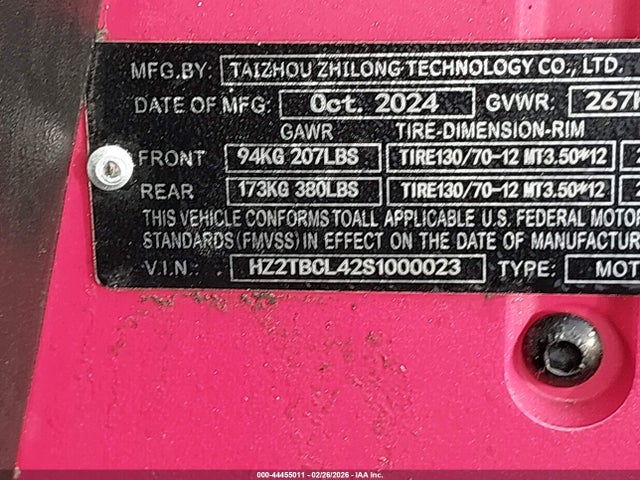 MFG.BY: TAIZHOU ZHILONG TECHNOLOGY CO., LTD.
DATE OF MFG: Oct. 2024 GVWR: 267
GAWR TIRE-DIMENSION-RIM
FRONT 94KG 207LBS TIRE130/70-12 MT3.50*12
REAR 173KG 380LBS TIRE130/70-12 MT3.50*12
THIS VEHICLE CONFORMS TOALL APPLICABLE U.S. FEDERAL MOTOR
STANDARDS (FMVSS) IN EFFECT ON THE DATE OF MANUFACTUR
V.I.N.: HZ2TBCL42S1000023 TYPE: MOT
000-44455011 - 02/26/2026 - IAA, Inc.